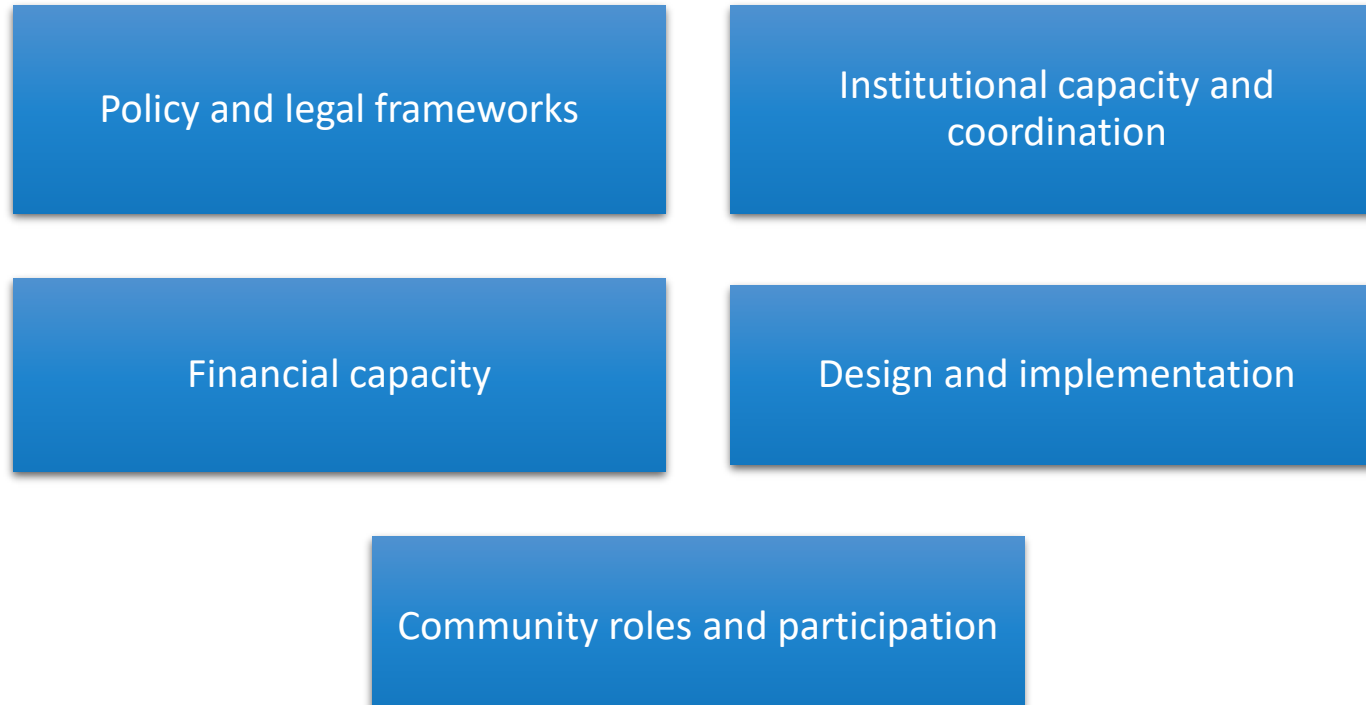 Policy and legal frameworks
Institutional capacity and
coordination
Financial capacity
Design and implementation
Community roles and participation